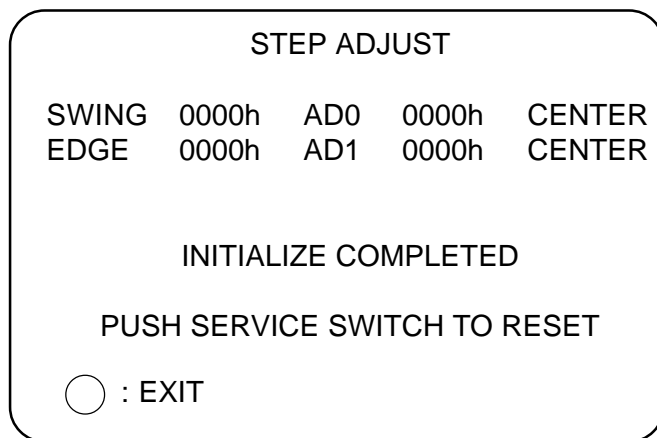 STEP ADJUST
SWING 0000h AD0 0000h CENTER
EDGE 0000h AD1 0000h CENTER
INITIALIZE COMPLETED
PUSH SERVICE SWITCH TO RESET
: EXIT